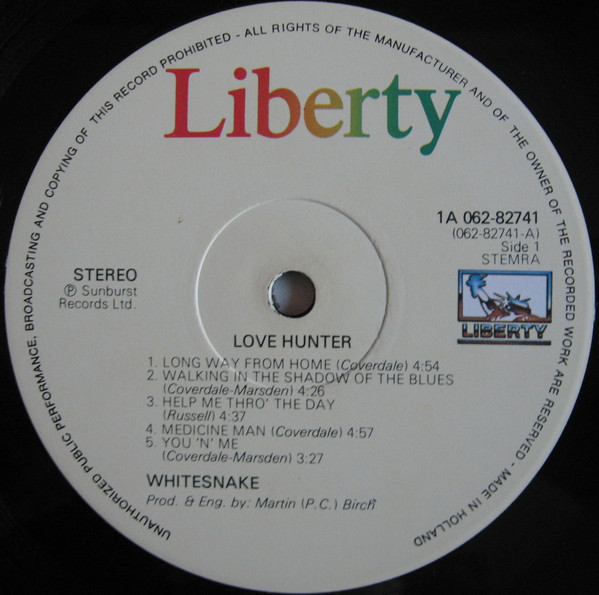 UNAUTHORIZED PUBLIC PERFORMANCE, BROADCASTING AND COPYING OF THIS RECORD PROHIBITED - ALL RIGHTS OF THE MANUFACTURER AND OF THE OWNER OF THE RECORDED WORK ARE RESERVED - MADE IN HOLLAND
Liberty
1A 062-82741
(062-82741-A)
Side 1
STEMRA
STEREO
Ⓟ Sunburst
Records Ltd.
LIBERTY
LOVE HUNTER
1. LONG WAY FROM HOME (Coverdale) 4:54
2. WALKING IN THE SHADOW OF THE BLUES
(Coverdale-Marsden) 4:26
3. HELP ME THRO' THE DAY
(Russell) 4:37
4. MEDICINE MAN (Coverdale) 4:57
5. YOU 'N' ME
(Coverdale-Marsden) 3:27
WHITESNAKE
Prod. & Eng. by: Martin (P.C.) Birch